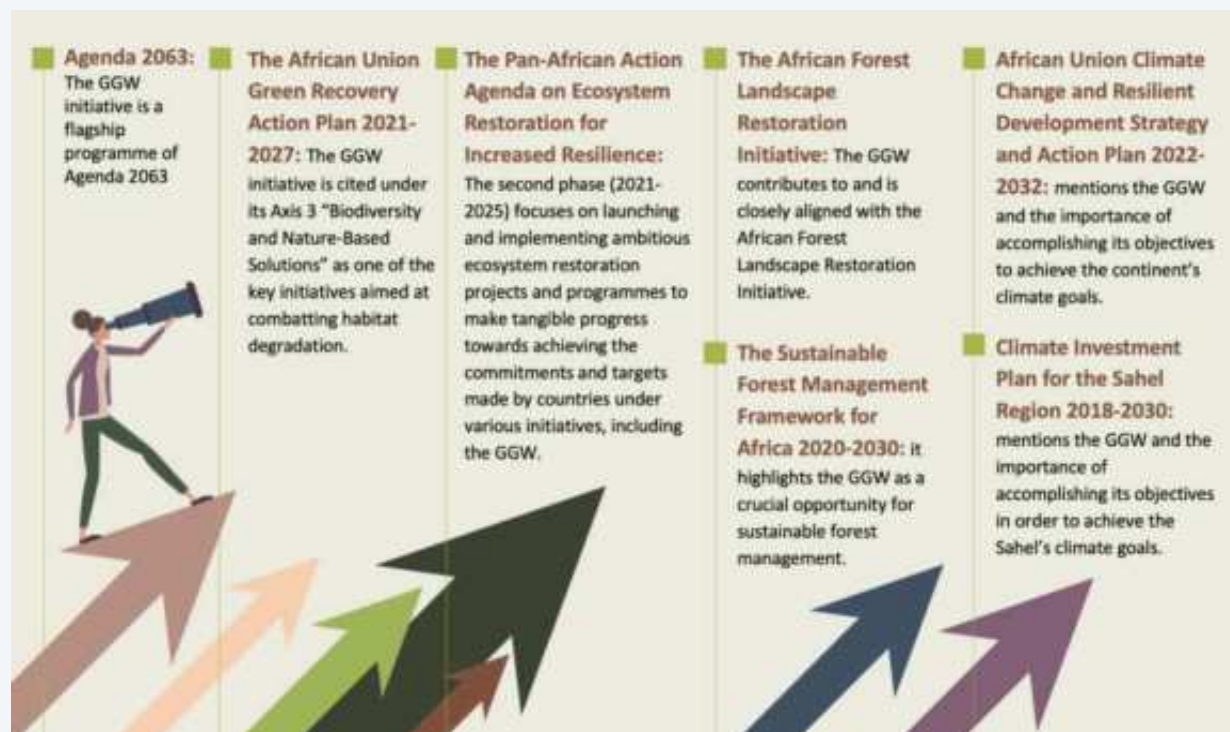 Agenda 2063:
The GGW
initiative is a
flagship
programme of
Agenda 2063
The African Union
Green Recovery
Action Plan 2021-
2027: The GGW
initiative is cited under
its Axis 3 "Biodiversity
and Nature-Based
Solutions" as one of the
key initiatives aimed at
combatting habitat
degradation.
The Pan-African Action
Agenda on Ecosystem
Restoration for
Increased Resilience:
The second phase (2021-
2025) focuses on launching
and implementing ambitious
ecosystem restoration
projects and programmes to
make tangible progress
towards achieving the
commitments and targets
made by countries under
various initiatives, including
the GGW.
The African Forest
Landscape
Restoration
Initiative: The GGW
contributes to and is
closely aligned with the
African Forest
Landscape Restoration
Initiative.
The Sustainable
Forest Management
Framework for
Africa 2020-2030: it
highlights the GGW as a
crucial opportunity for
sustainable forest
management.
African Union Climate
Change and Resilient
Development Strategy
and Action Plan 2022-
2032: mentions the GGW
and the importance of
accomplishing its objectives
to achieve the continent's
climate goals.
Climate Investment
Plan for the Sahel
Region 2018-2030:
mentions the GGW and the
importance of
accomplishing its objectives
in order to achieve the
Sahel's climate goals.